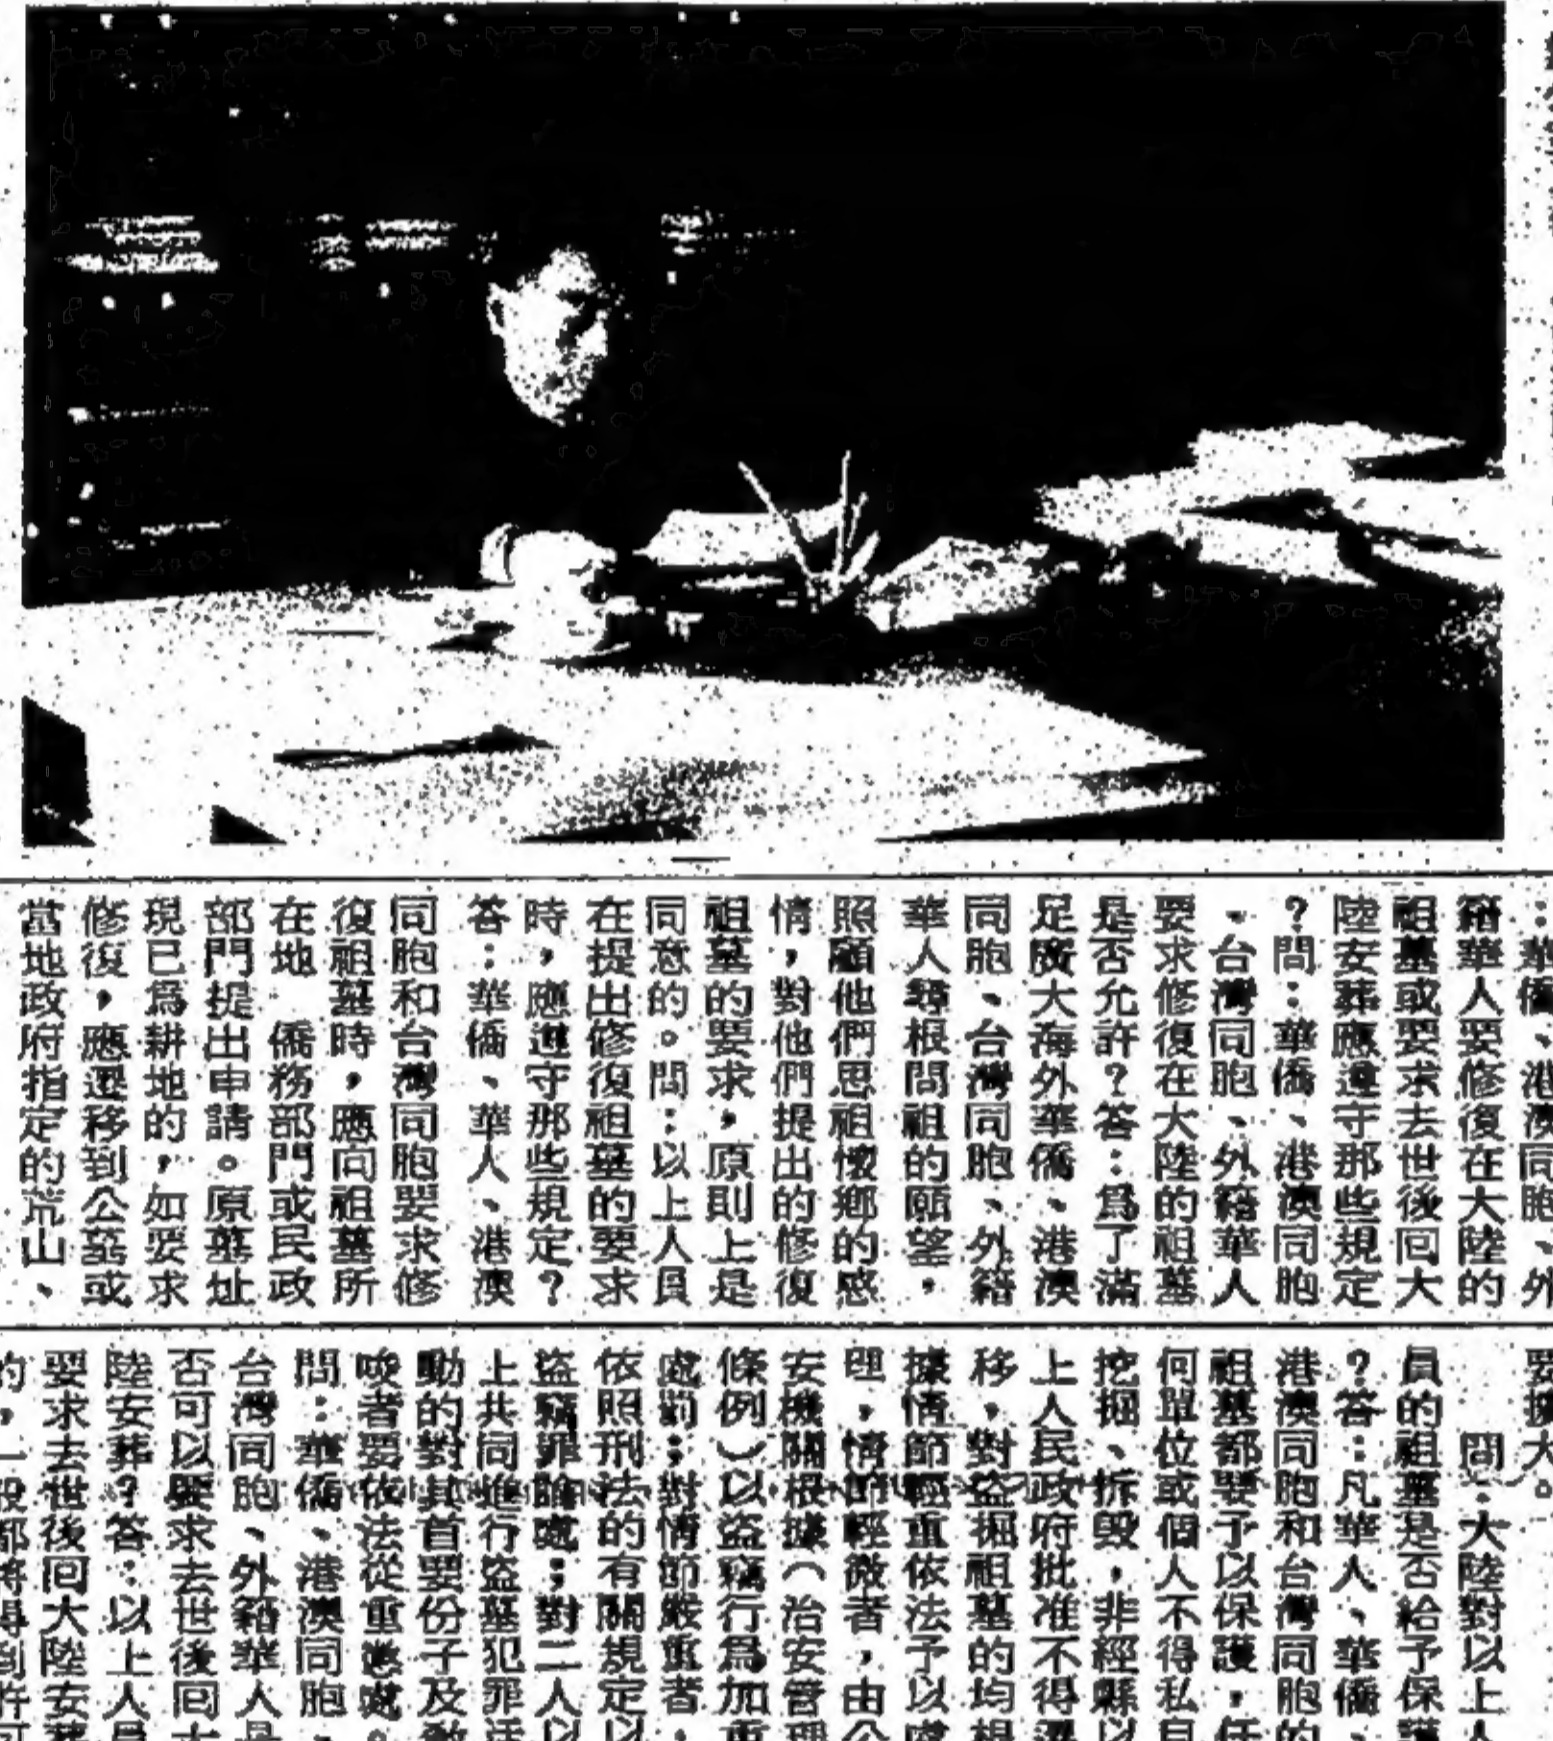 ：華僑、港澳同胞、外
籍華人要修復在大陸的
祖墓或要求去世後回大
陸安葬應遵守那些規定
？問：華僑、港澳同胞
、台灣同胞、外籍華人
要求修復在大陸的祖墓
是否允許？答：爲了滿
足廣大海外華僑、港澳
同胞、台灣同胞、外籍
華人尋根問祖的願望，
照顧他們思祖懷鄉的感
情，對他們提出的修復
祖墓的要求，原則上是
同意的。問：以上人員
在提出修復祖墓的要求
時，應遵守那些規定？
答：華僑、華人、港澳
同胞和台灣同胞要求修
復祖墓時，應向祖墓所
在地 僑務部門或民政
部門提出申請。原墓址
現已爲耕地的，如要求
修復，應遷移到公墓或
當地政府指定的荒山、
要擴大。
問：大陸對以上人
員的祖墓是否給予保護
？答：凡華人、華僑、
港澳同胞和台灣同胞的
祖墓都要予以保護，任
何單位或個人不得私自
挖掘、拆毀，非經縣以
上人民政府批准不得遷
移，對盜掘祖墓的均根
據情節輕重依法予以處
理，情節輕微者，由公
安機關根據（治安管理
條例）以盜竊行爲加重
處罰；對情節嚴重者，
依照刑法的有關規定以
盜竊罪論處；對二人以
上共同進行盜墓犯罪活
動的對其首要份子及教
唆者要依法從重懲處。
問：華僑、港澳同胞、
台灣同胞、外籍華人是
否可以要求去世後回大
陸安葬？答：以上人員
要求去世後回大陸安葬
的，一般都將得到許可